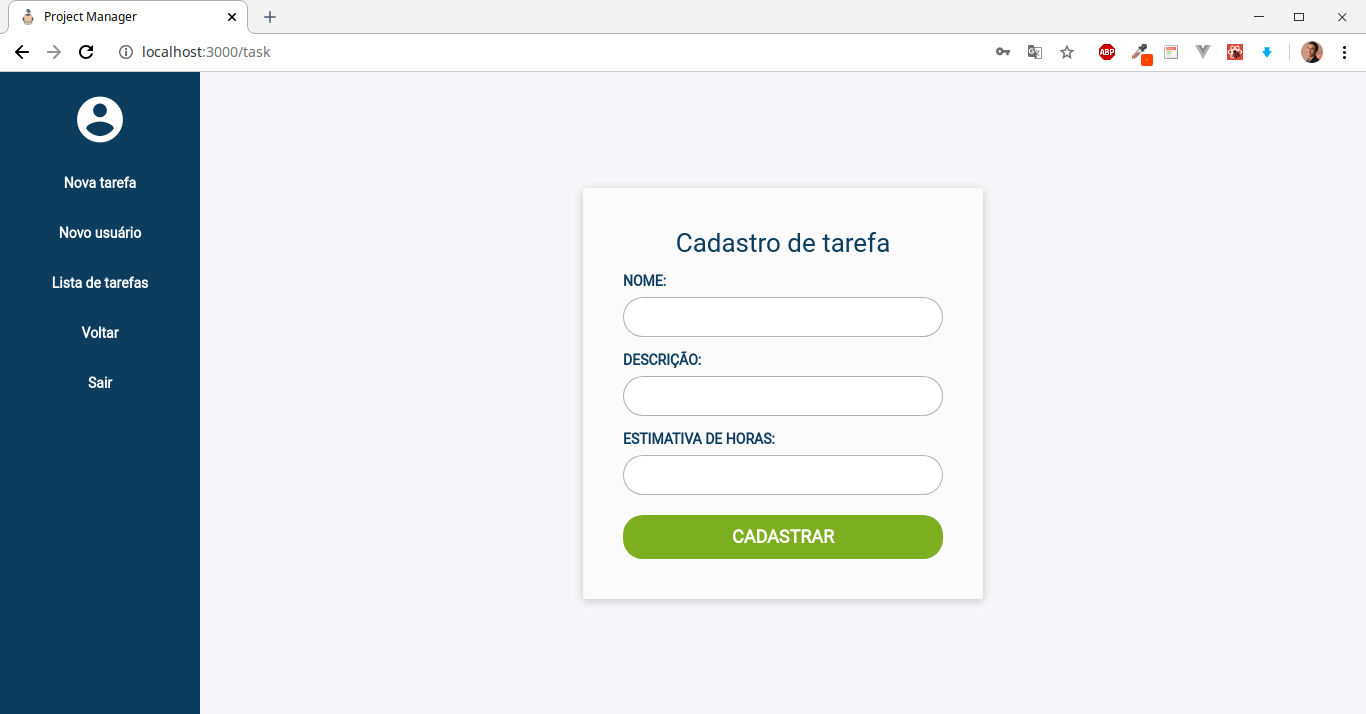 Project Manager
localhost:3000/task
ABP
Nova tarefa
Novo usuário
Lista de tarefas
Voltar
Sair
Cadastro de tarefa
NOME:
DESCRIÇÃO:
ESTIMATIVA DE HORAS:
CADASTRAR